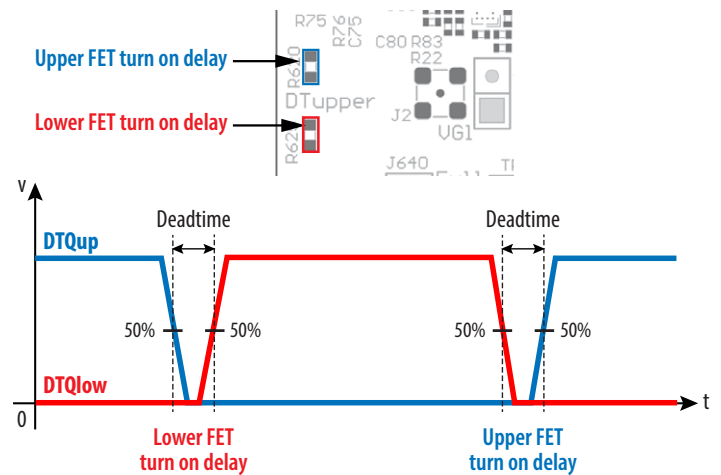 R75
R76
C75
C80 R83
R22
Upper FET turn on delay
R620
DTupper
Lower FET turn on delay
J2
VG1
J640
v
Deadtime
Deadtime
DTQup
50%
50%
50%
50%
DTQlow
0
t
Lower FET
turn on delay
Upper FET
turn on delay